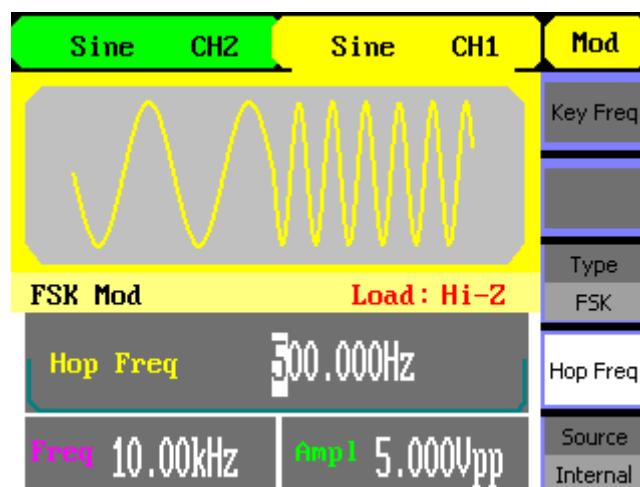 Sine CH2 Sine CH1 Mod
Key Freq
Type
FSK
FSK Mod Load: Hi-Z
Hop Freq 500.000Hz
Hop Freq
Freq 10.00kHz Ampl 5.000Vpp
Source
Internal